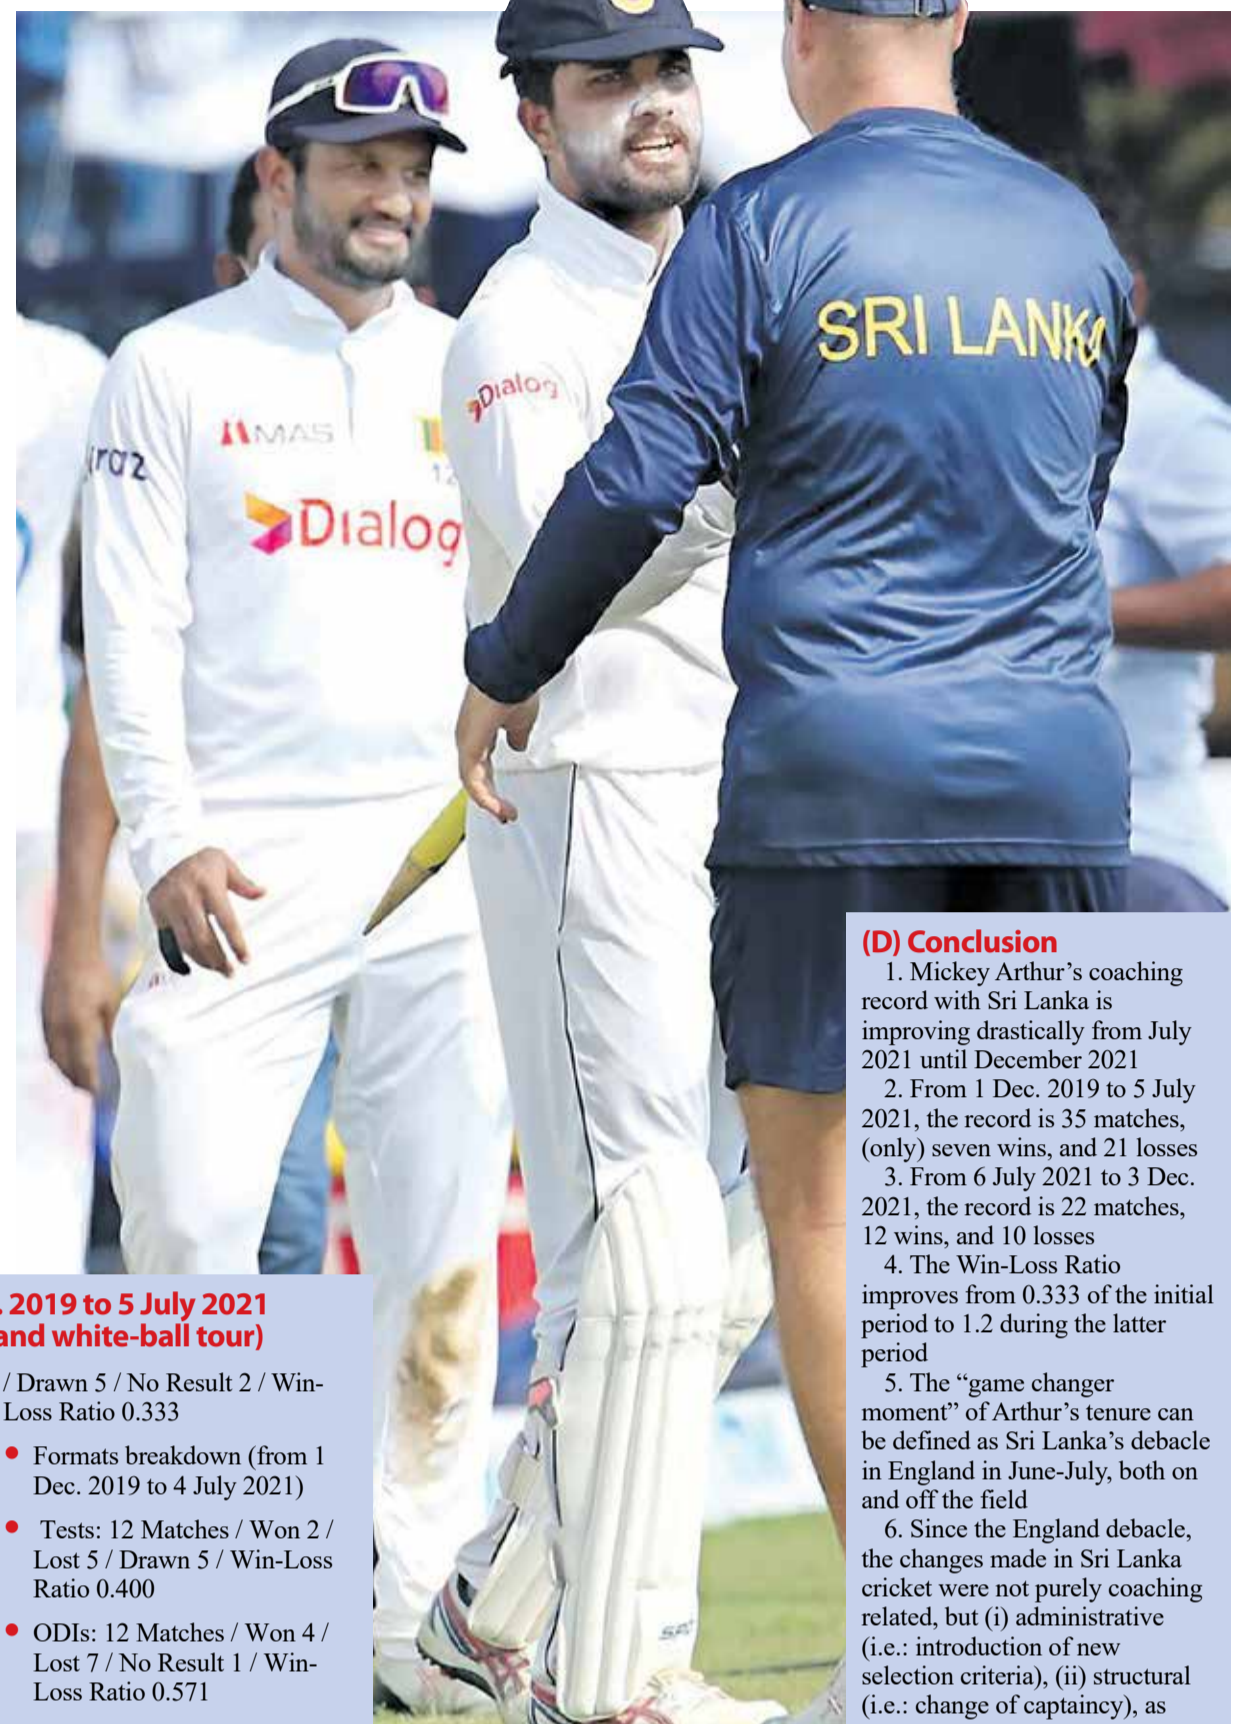 SRI LANKA
Dialog
MAS
12
Dialog
. 2019 to 5 July 2021
and white-ball tour)
/ Drawn 5 / No Result 2 / Win-
Loss Ratio 0.333
• Formats breakdown (from 1
Dec. 2019 to 4 July 2021)
• Tests: 12 Matches / Won 2 /
Lost 5 / Drawn 5 / Win-Loss
Ratio 0.400
• ODIs: 12 Matches / Won 4 /
Lost 7 / No Result 1 / Win-
Loss Ratio 0.571
(D) Conclusion
1. Mickey Arthur’s coaching
record with Sri Lanka is
improving drastically from July
2021 until December 2021
2. From 1 Dec. 2019 to 5 July
2021, the record is 35 matches,
(only) seven wins, and 21 losses
3. From 6 July 2021 to 3 Dec.
2021, the record is 22 matches,
12 wins, and 10 losses
4. The Win-Loss Ratio
improves from 0.333 of the initial
period to 1.2 during the latter
period
5. The “game changer
moment” of Arthur’s tenure can
be defined as Sri Lanka’s debacle
in England in June-July, both on
and off the field
6. Since the England debacle,
the changes made in Sri Lanka
cricket were not purely coaching
related, but (i) administrative
(i.e.: introduction of new
selection criteria), (ii) structural
(i.e.: change of captaincy), as